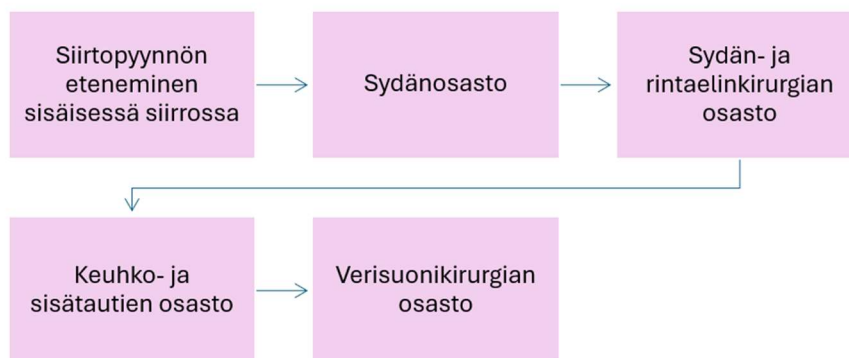 Siirtopyynnön
eteneminen
sisäisessä siirrossa
Sydänosasto
Sydän- ja
rintaelinkirurgian
osasto
Keuhko- ja
sisätautien osasto
Verisuonikirurgian
osasto